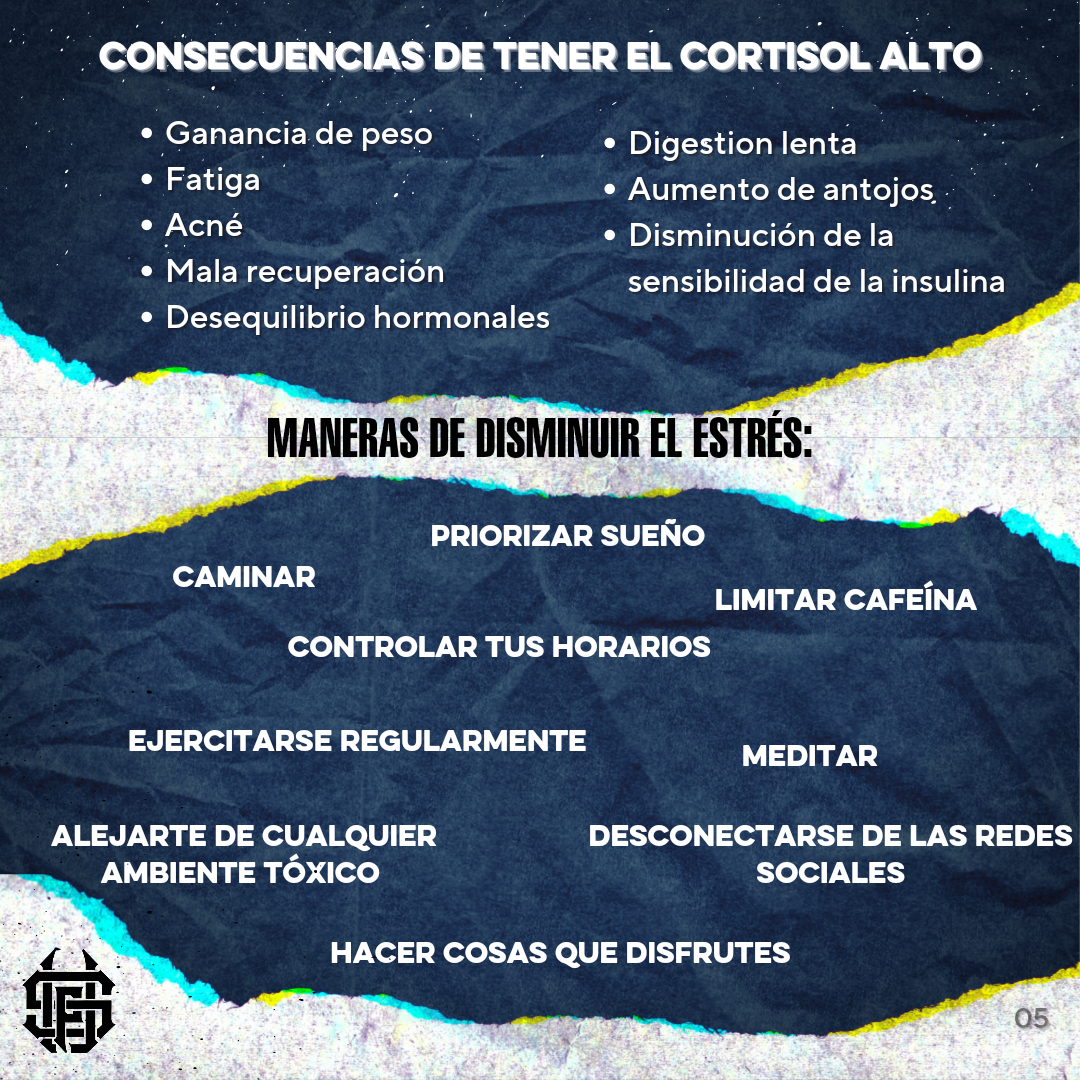 CONSECUENCIAS DE TENER EL CORTISOL ALTO
• Ganancia de peso
• Fatiga
• Acné
• Mala recuperación
• Desequilibrio hormonales
• Digestion lenta
• Aumento de antojos
• Disminución de la
sensibilidad de la insulina
MANERAS DE DISMINUIR EL ESTRÉS:
PRIORIZAR SUEÑO
CAMINAR
LIMITAR CAFEÍNA
CONTROLAR TUS HORARIOS
EJERCITARSE REGULARMENTE
MEDITAR
ALEJARTE DE CUALQUIER
AMBIENTE TÓXICO
DESCONECTARSE DE LAS REDES
SOCIALES
HACER COSAS QUE DISFRUTES
05